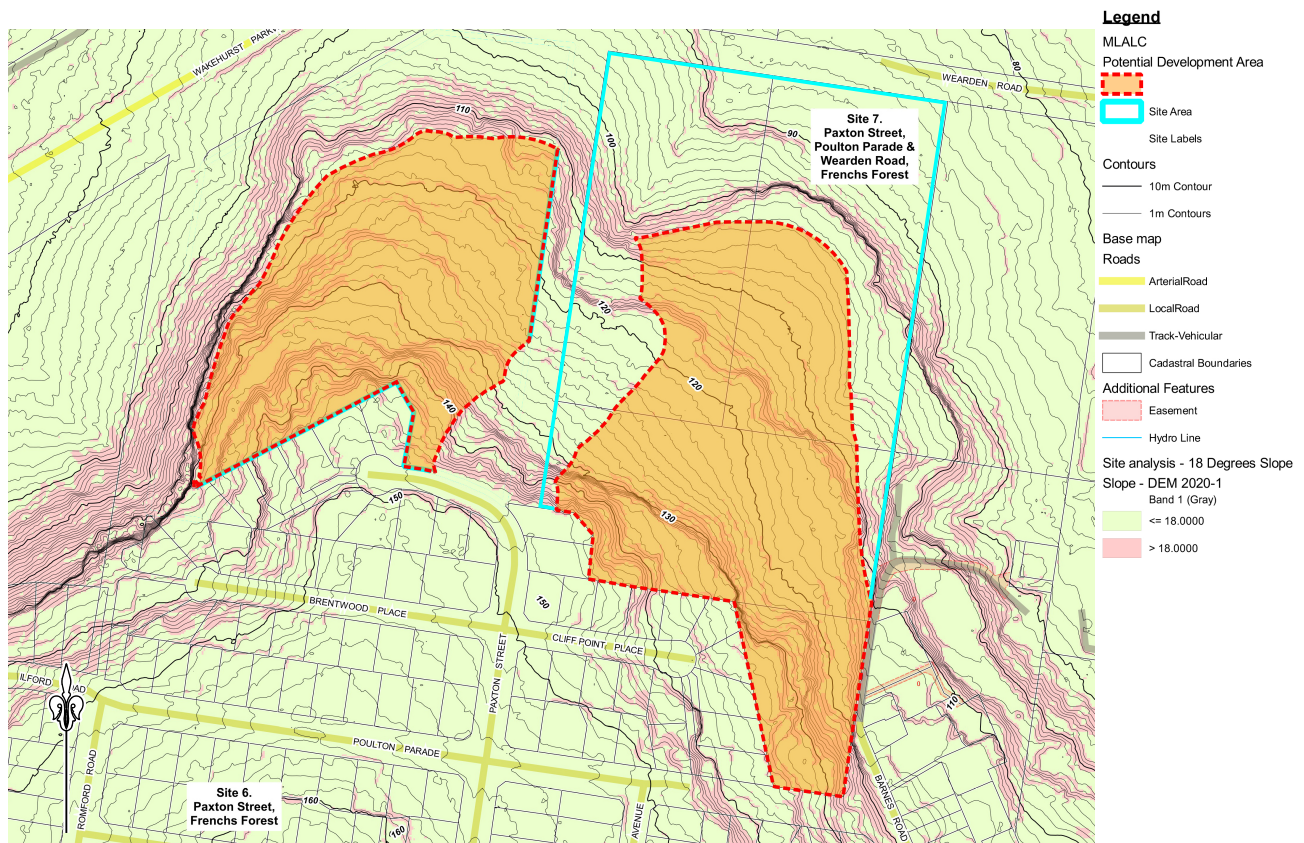 Legend
MLALC
Potential Development Area
Site Area
Site Labels
Contours
10m Contour
1m Contours
Base map
Roads
ArterialRoad
LocalRoad
Track-Vehicular
Cadastral Boundaries
Additional Features
Easement
Hydro Line
Site analysis - 18 Degrees Slope
Slope - DEM 2020-1
Band 1 (Gray)
<= 18.0000
> 18.0000
WAKEHURST PARKW
WEARDEN ROAD
80
110
100
90
Site 7.
Paxton Street,
Poulton Parade &
Wearden Road,
Frenchs Forest
120
120
140
130
150
150
BRENTWOOD PLACE
CLIFF POINT PLACE
PAXTON STREET
ILFORD
AD
POULTON PARADE
ROMFORD ROAD
AVENUE
BARNES ROAD
110
Site 6.
Paxton Street,
Frenchs Forest
160
160